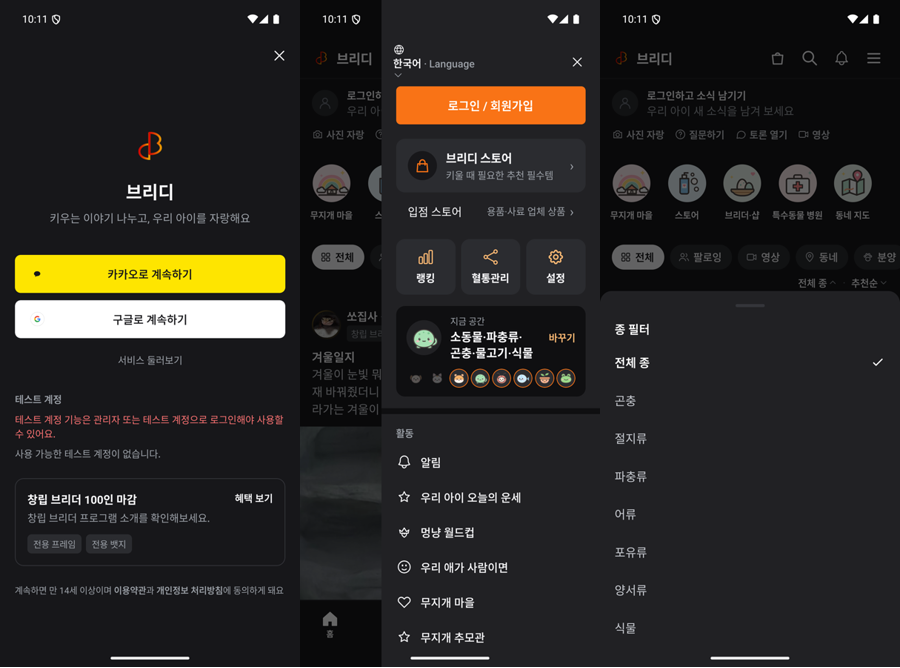 10:11
브리디
키우는 이야기 나누고, 우리 아이를 자랑해요
카카오로 계속하기
구글로 계속하기
서비스 둘러보기
테스트 계정
테스트 계정 기능은 관리자 또는 테스트 계정으로 로그인해야 사용할
수 있어요.
사용 가능한 테스트 계정이 없습니다.
창립 브리더 100인 마감
혜택 보기
창립 브리더 프로그램 소개를 확인해보세요.
전용 프레임
전용 뱃지
계속하면 만 14세 이상이며 이용약관과 개인정보 처리방침에 동의하게 돼요
10:11
브리디
로그인하
우리 아
사진 자랑
무지개 마을
전체
쏘집사
창립 브리
겨울일지
겨울이 눈빛 뭐
재 바꿨더니
라가는 겨울이
홈
한국어 · Language
로그인 / 회원가입
브리디 스토어
키울 때 필요한 추천 필수템
입점 스토어
용품·사료 업체 상품
랭킹
혈통관리
설정
지금 공간
소동물·파충류·
곤충·물고기·식물
바꾸기
활동
알림
우리 아이 오늘의 운세
멍냥 월드컵
우리 애가 사람이면
무지개 마을
무지개 추모관
10:11
브리디
로그인하고 소식 남기기
우리 아이 새 소식을 남겨 보세요
사진 자랑
질문하기
토론 열기
영상
무지개 마을
스토어
브리더·샵
특수동물 병원
동네 지도
전체
팔로잉
영상
동네
분양
전체 종
추천순
종 필터
전체 종
곤충
절지류
파충류
어류
포유류
양서류
식물